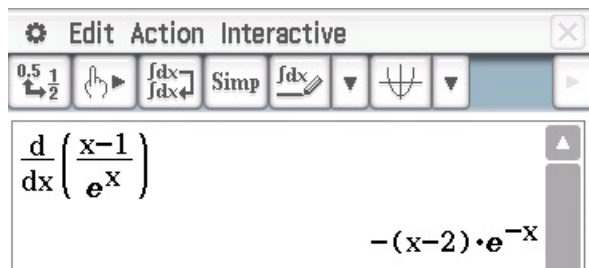 Edit Action Interactive
0.5 1/2 ∫dx ∫dx Simp ∫dx
d/dx((x−1)/e^x)
−(x−2)·e^−x